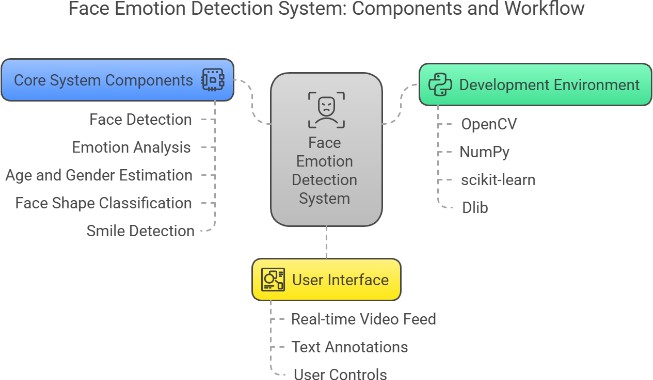 Face Emotion Detection System: Components and Workflow
Core System Components
Face Detection
Emotion Analysis
Age and Gender Estimation
Face Shape Classification
Smile Detection
Face
Emotion
Detection
System
Development Environment
OpenCV
NumPy
scikit-learn
Dlib
User Interface
Real-time Video Feed
Text Annotations
User Controls